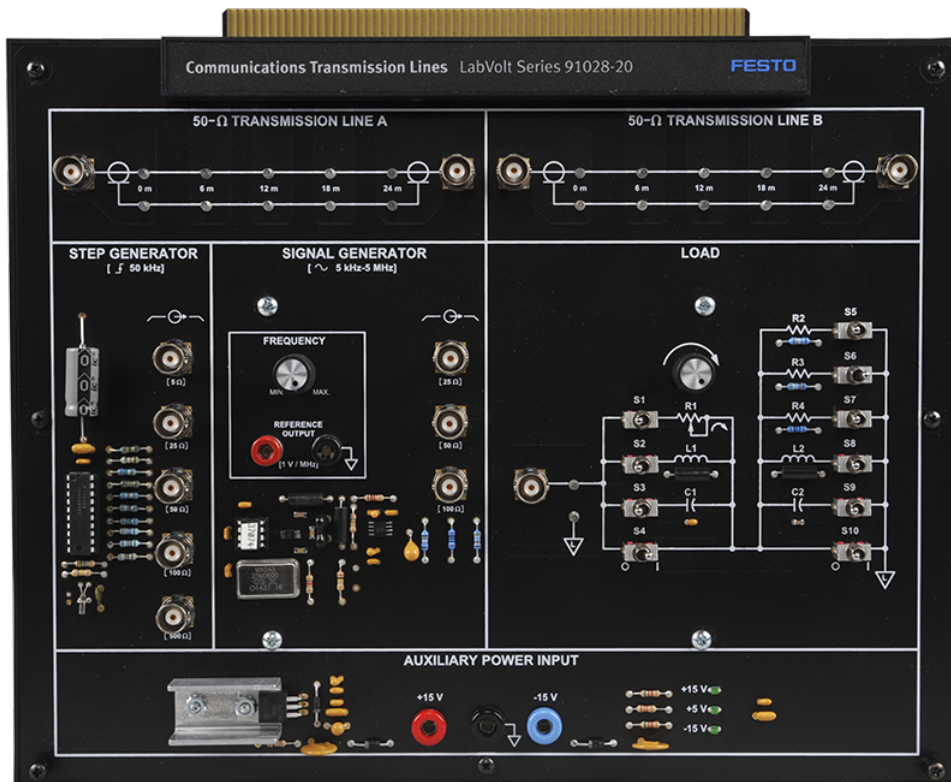 Communications Transmission Lines LabVolt Series 91028-20 FESTO
50-Ω TRANSMISSION LINE A
0 m 6 m 12 m 18 m 24 m
50-Ω TRANSMISSION LINE B
0 m 6 m 12 m 18 m 24 m
STEP GENERATOR
[ 50 kHz]
[ 5 Ω]
[ 25 Ω]
[ 50 Ω]
[ 100 Ω]
[ 500 Ω]
SIGNAL GENERATOR
[ ∿ 5 kHz-5 MHz]
FREQUENCY
MIN. MAX.
REFERENCE
OUTPUT
[1 V / MHz]
[25 Ω]
[50 Ω]
[100 Ω]
LOAD
S1 R1
S2 L1
S3 C1
S4
O I
L
R2 S5
R3 S6
R4 S7
L2 S8
C2 S9
S10
O I
L
AUXILIARY POWER INPUT
+15 V
-15 V
+15 V
+5 V
-15 V